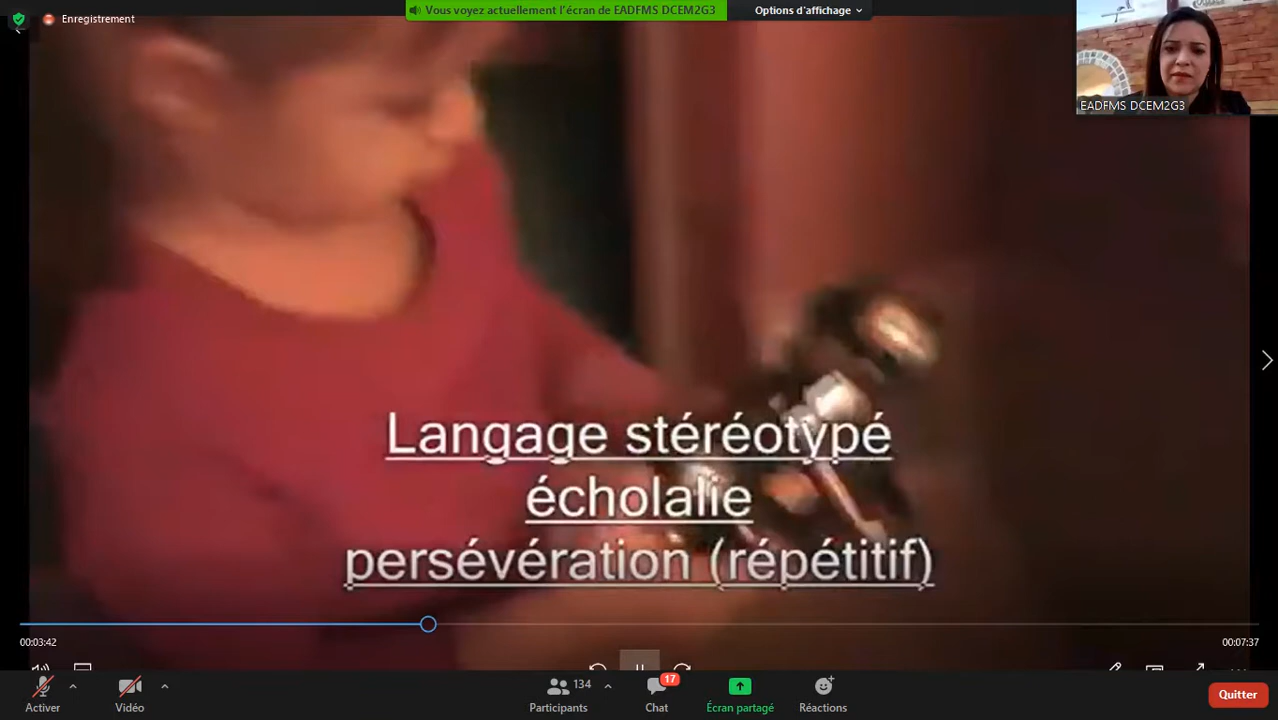 Vous voyez actuellement l'écran de EADFMS DCEM2G3
Options d'affichage
Enregistrement
EADFMS DCEM2G3
Langage stéréotypé
écholalie
persévération (répétitif)
00:03:42
00:07:37
Activer
Vidéo
134
Participants
17
Chat
Écran partagé
Réactions
Quitter